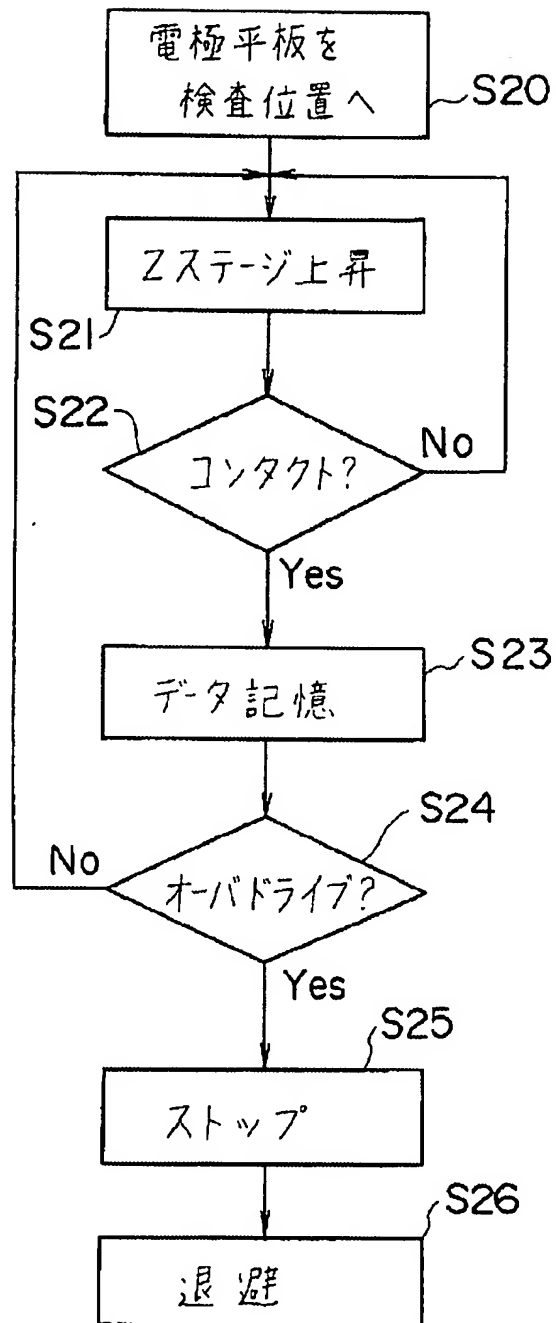 電極平板を
検査位置へ
S20
Zステージ上昇
S21
S22
コンタクト?
No
Yes
データ記憶
S23
S24
オーバドライブ?
No
Yes
S25
ストップ
S26
退避